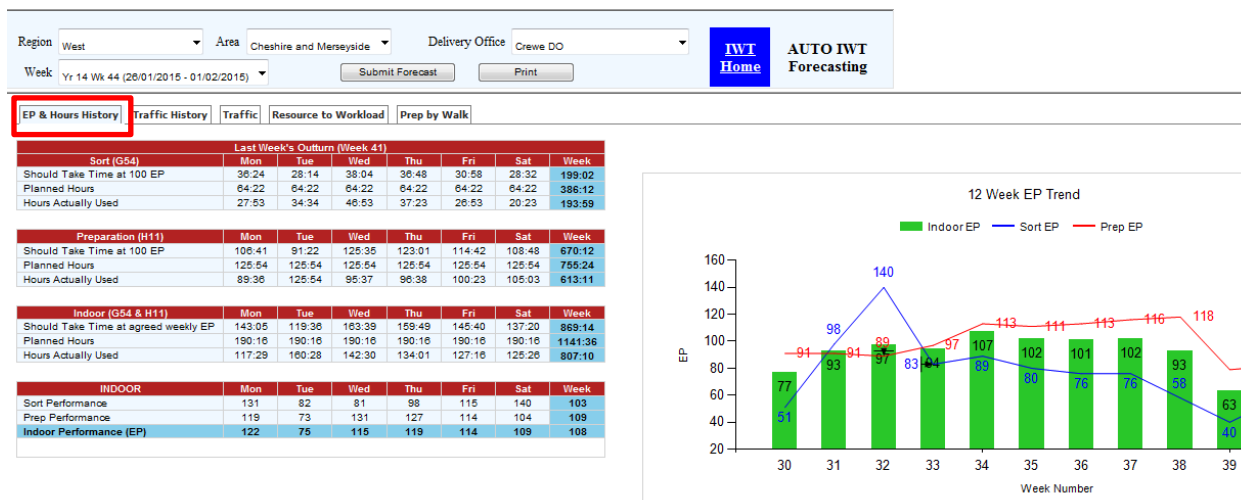 Region West Area Cheshire and Merseyside Delivery Office Crewe DO
Week Yr 14 Wk 44 (26/01/2015 - 01/02/2015) Submit Forecast Print
IWT Home
AUTO IWT Forecasting
EP & Hours History Traffic History Traffic Resource to Workload Prep by Walk
Last Week's Outturn (Week 41)
Sort (G54) Mon Tue Wed Thu Fri Sat Week
Should Take Time at 100 EP 36:24 28:14 38:04 36:48 30:58 28:32 199:02
Planned Hours 64:22 64:22 64:22 64:22 64:22 64:22 386:12
Hours Actually Used 27:53 34:34 46:53 37:23 26:53 20:23 193:59
Preparation (H11) Mon Tue Wed Thu Fri Sat Week
Should Take Time at 100 EP 106:41 91:22 125:35 123:01 114:42 108:48 670:12
Planned Hours 125:54 125:54 125:54 125:54 125:54 125:54 755:24
Hours Actually Used 89:36 125:54 95:37 96:38 100:23 105:03 613:11
Indoor (G54 & H11) Mon Tue Wed Thu Fri Sat Week
Should Take Time at agreed weekly EP 143:05 119:36 163:39 159:49 145:40 137:20 869:14
Planned Hours 190:16 190:16 190:16 190:16 190:16 190:16 1141:36
Hours Actually Used 117:29 160:28 142:30 134:01 127:16 125:26 807:10
INDOOR Mon Tue Wed Thu Fri Sat Week
Sort Performance 131 82 81 98 115 140 103
Prep Performance 119 73 131 127 114 104 109
Indoor Performance (EP) 122 75 115 119 114 109 108
12 Week EP Trend
Indoor EP Sort EP Prep EP
EP
160
140
120
100
80
60
40
20
140
98
91 91 89 97 113 111 113 116 118
77 93 97 83 94 107 102 101 102 93 63
51 89 80 76 76 58 40
30 31 32 33 34 35 36 37 38 39
Week Number